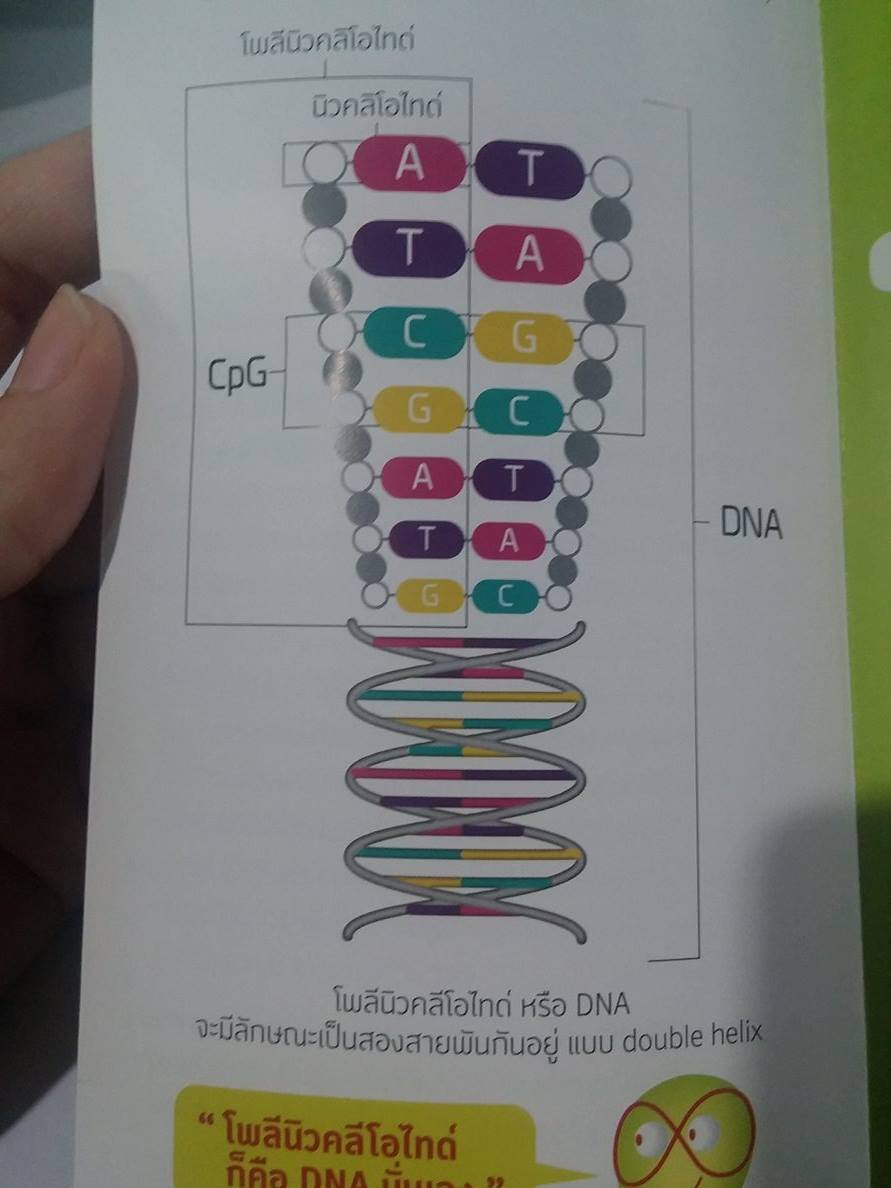 โพลีนิวคลีโอไทด์
นิวคลีโอไทด์
A T
T A
C G
CpG
G C
A T
DNA
T A
G C
โพลีนิวคลีโอไทด์ หรือ DNA
จะมีลักษณะเป็นสองสายพันกันอยู่ แบบ double helix
“ โพลีนิวคลีโอไทด์
ก็คือ DNA นั่นเอง ”